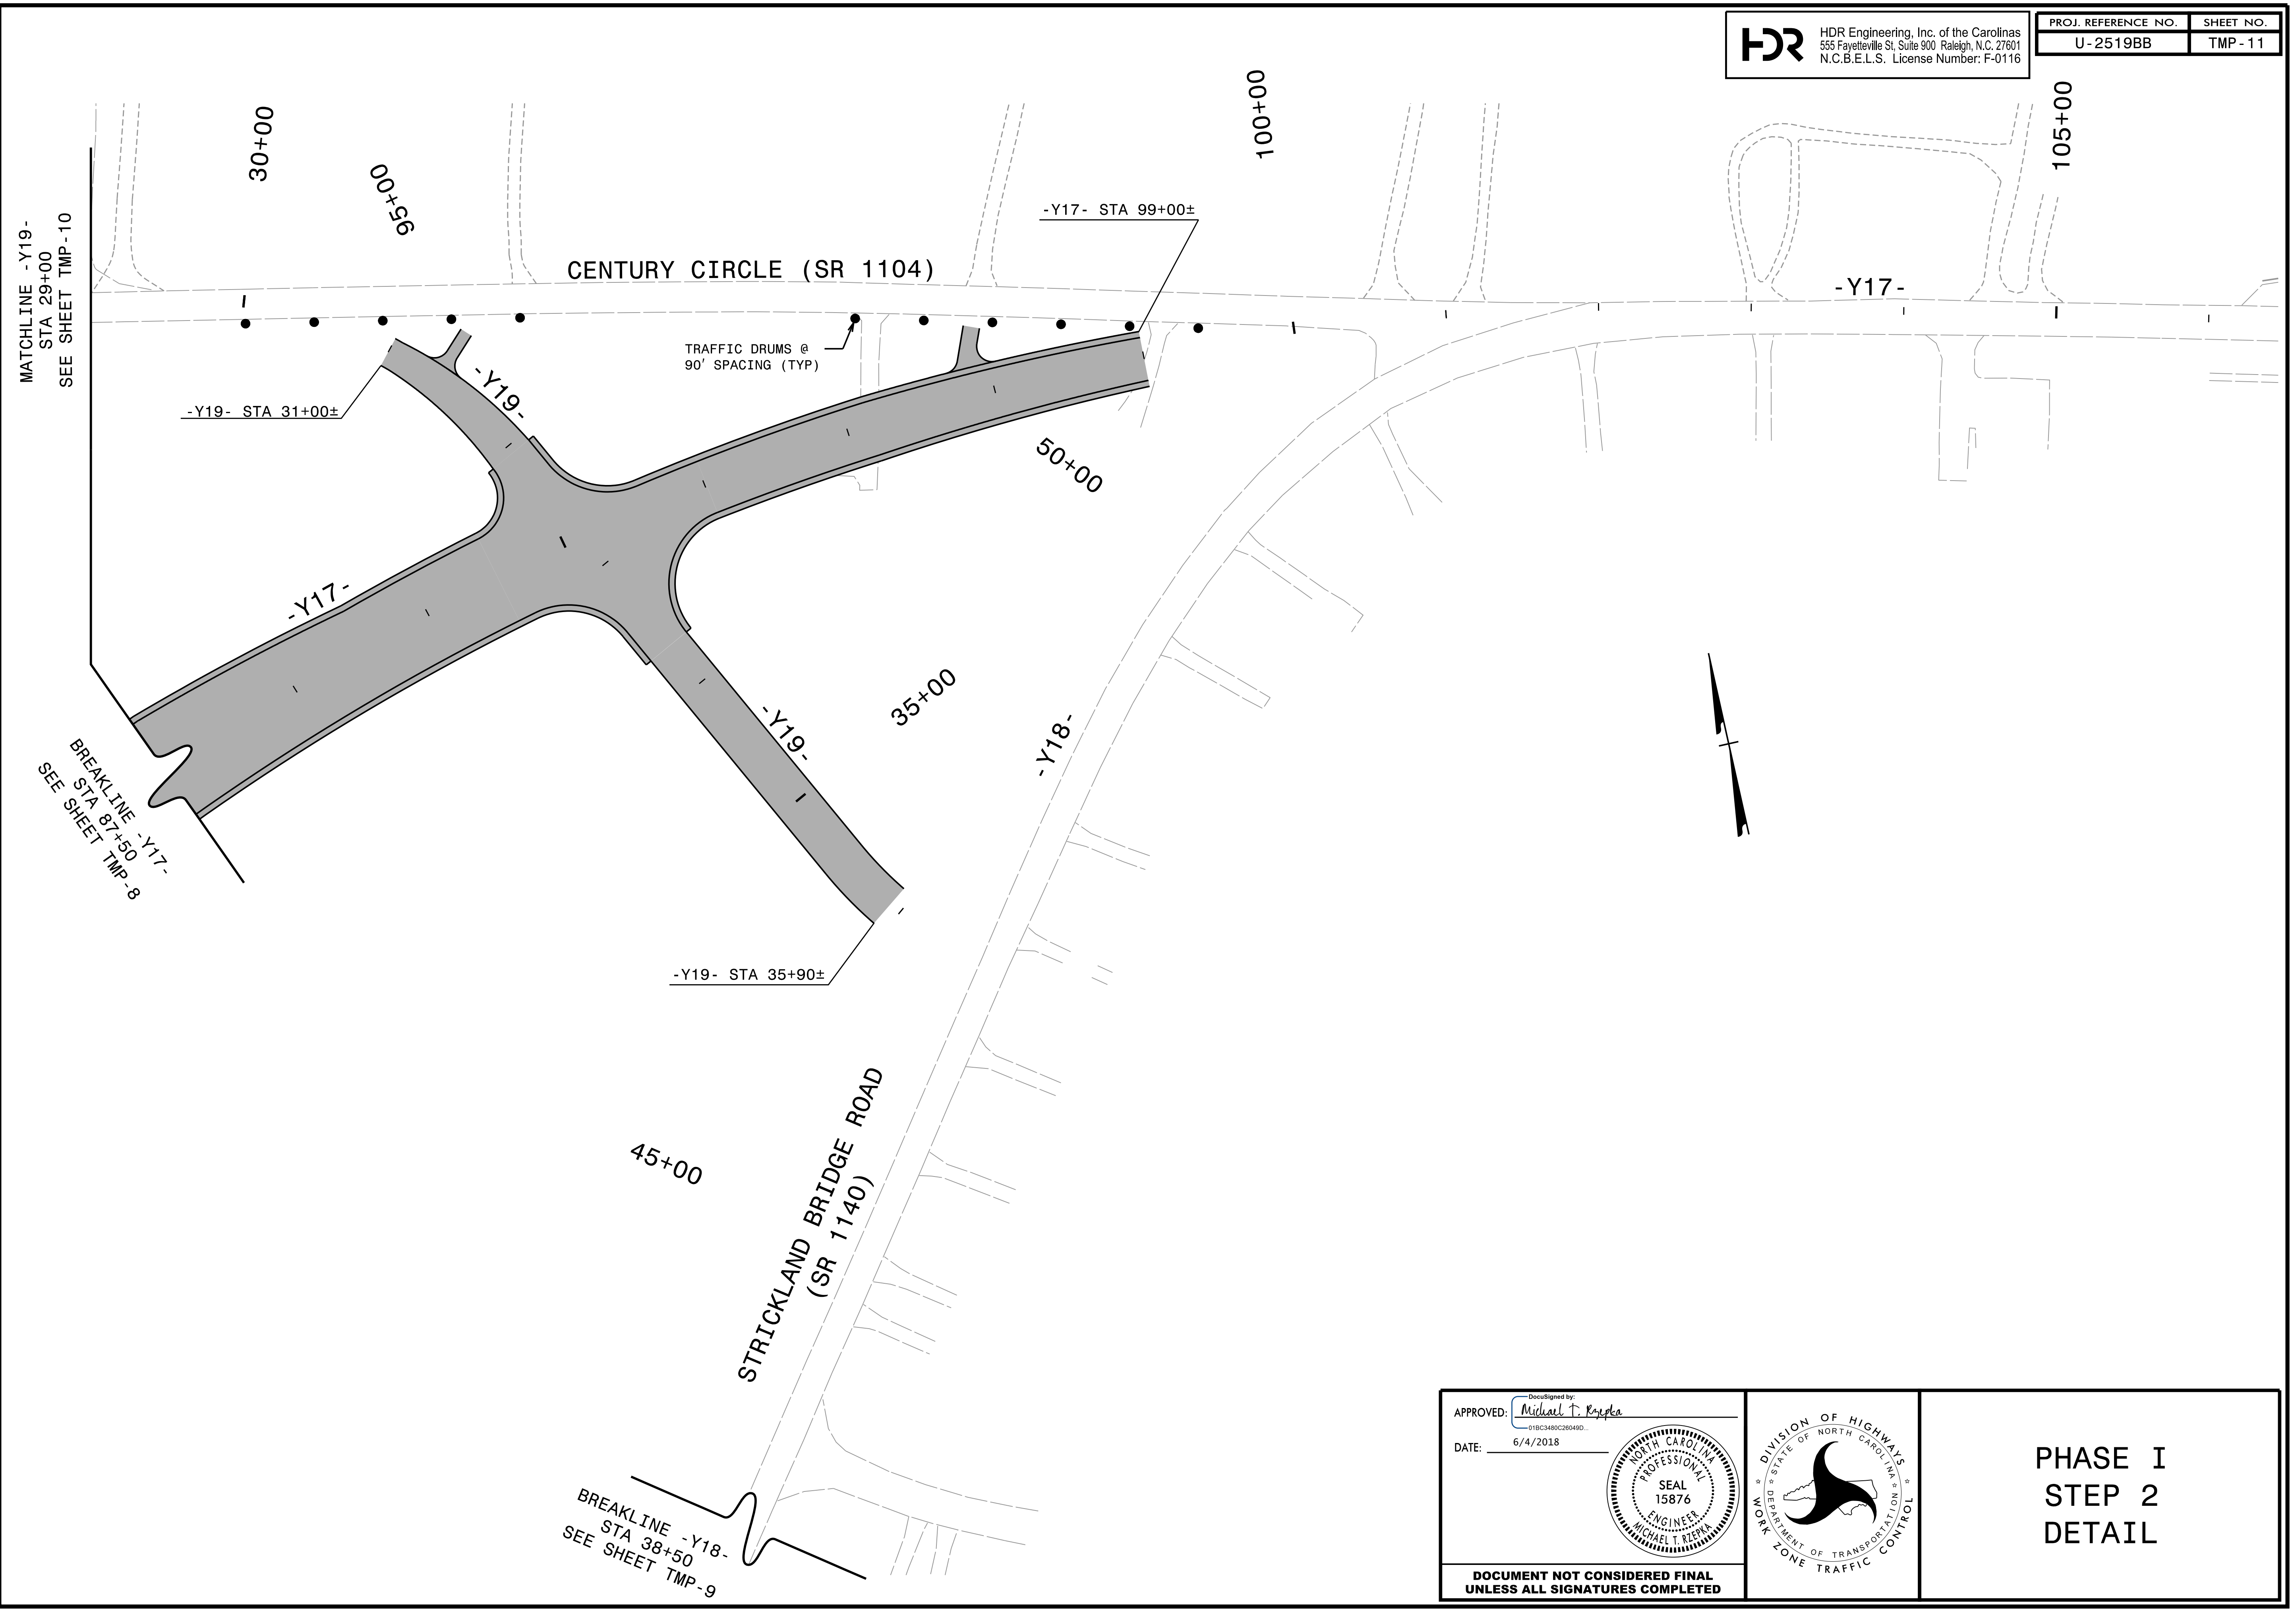 HDR
HDR Engineering, Inc. of the Carolinas
555 Fayetteville St, Suite 900 Raleigh, N.C. 27601
N.C.B.E.L.S. License Number: F-0116
PROJ. REFERENCE NO.
SHEET NO.
U-2519BB
TMP-11
30+00
95+00
100+00
105+00
MATCHLINE -Y19-
STA 29+00
SEE SHEET TMP-10
-Y17- STA 99+00±
CENTURY CIRCLE (SR 1104)
-Y17-
TRAFFIC DRUMS @
90' SPACING (TYP)
-Y19-
-Y19- STA 31+00±
50+00
-Y17-
35+00
-Y19-
-Y18-
BREAKLINE -Y17-
STA 87+50
SEE SHEET TMP-8
-Y19- STA 35+90±
45+00
STRICKLAND BRIDGE ROAD
(SR 1140)
BREAKLINE -Y18-
STA 38+50
SEE SHEET TMP-9
DocuSigned by:
APPROVED: Michael T. Rzepka
01BC3480C26049D...
DATE: 6/4/2018
NORTH CAROLINA
PROFESSIONAL
SEAL
15876
ENGINEER
MICHAEL T. RZEPKA
DOCUMENT NOT CONSIDERED FINAL
UNLESS ALL SIGNATURES COMPLETED
DIVISION OF HIGHWAYS
STATE OF NORTH CAROLINA
DEPARTMENT OF TRANSPORTATION
WORK ZONE TRAFFIC CONTROL
PHASE I
STEP 2
DETAIL